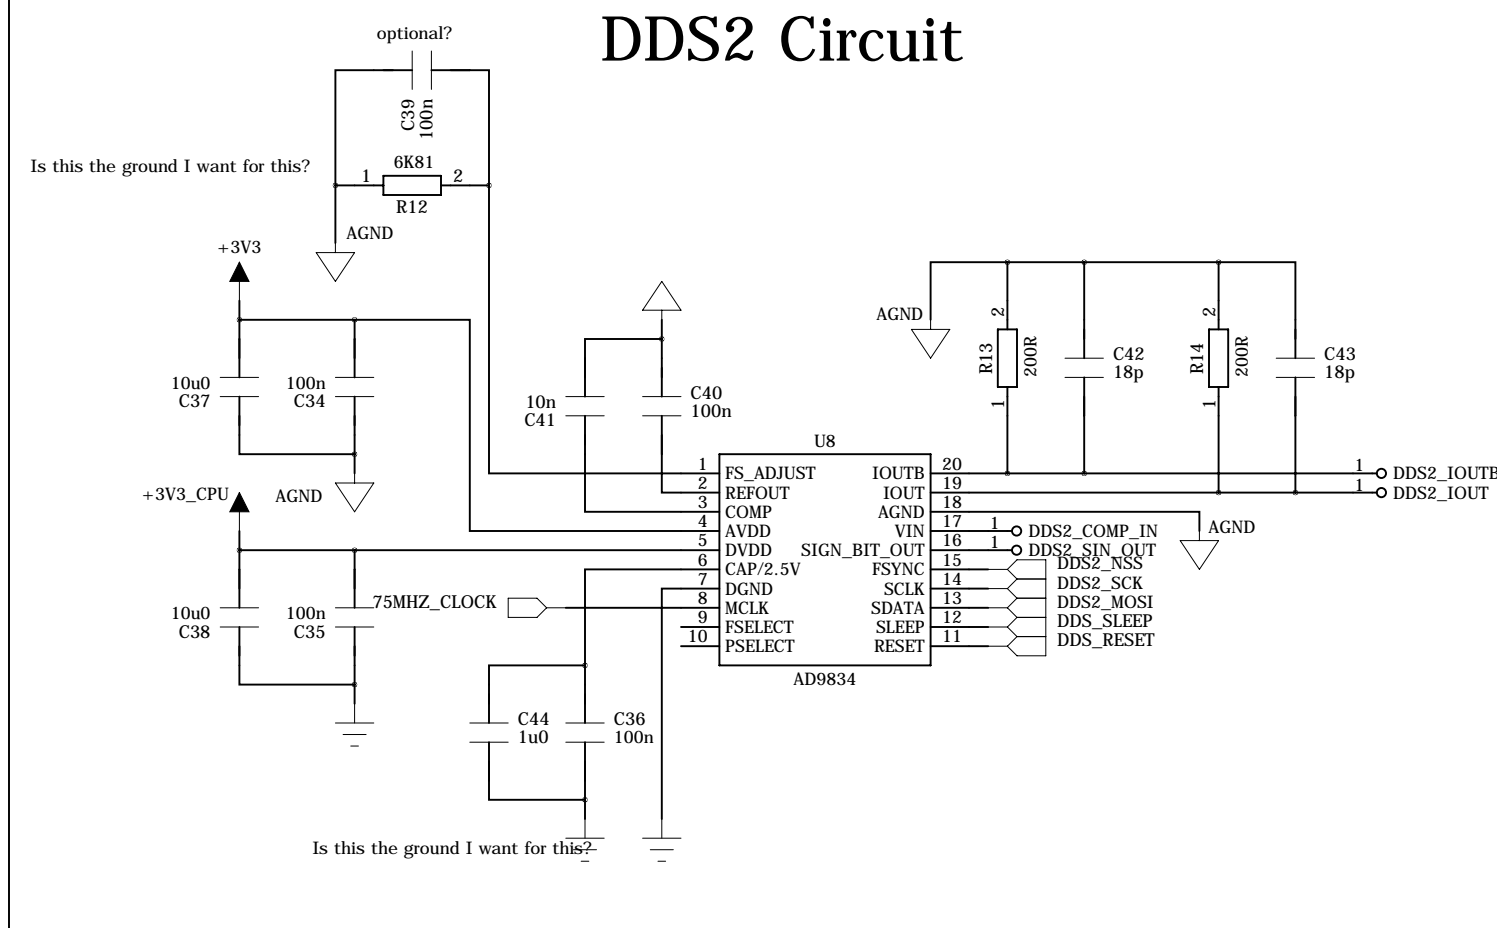 DDS2 Circuit
optional?
C39
100n
Is this the ground I want for this?
6K81
1
2
R12
AGND
+3V3
10u0
C37
100n
C34
AGND
+3V3_CPU
10u0
C38
100n
C35
10n
C41
C40
100n
75MHZ_CLOCK
C44
1u0
C36
100n
Is this the ground I want for this?
U8
1 FS_ADJUST
2 REFOUT
3 COMP
4 AVDD
5 DVDD
6 CAP/2.5V
7 DGND
8 MCLK
9 FSELECT
10 PSELECT
IOUTB 20
IOUT 19
AGND 18
VIN 17
SIGN_BIT_OUT 16
FSYNC 15
SCLK 14
SDATA 13
SLEEP 12
RESET 11
AD9834
AGND
2
R13
200R
1
C42
18p
2
R14
200R
1
C43
18p
1 DDS2_IOUTB
1 DDS2_IOUT
AGND
1 DDS2_COMP_IN
1 DDS2_SIN_OUT
DDS2_NSS
DDS2_SCK
DDS2_MOSI
DDS_SLEEP
DDS_RESET